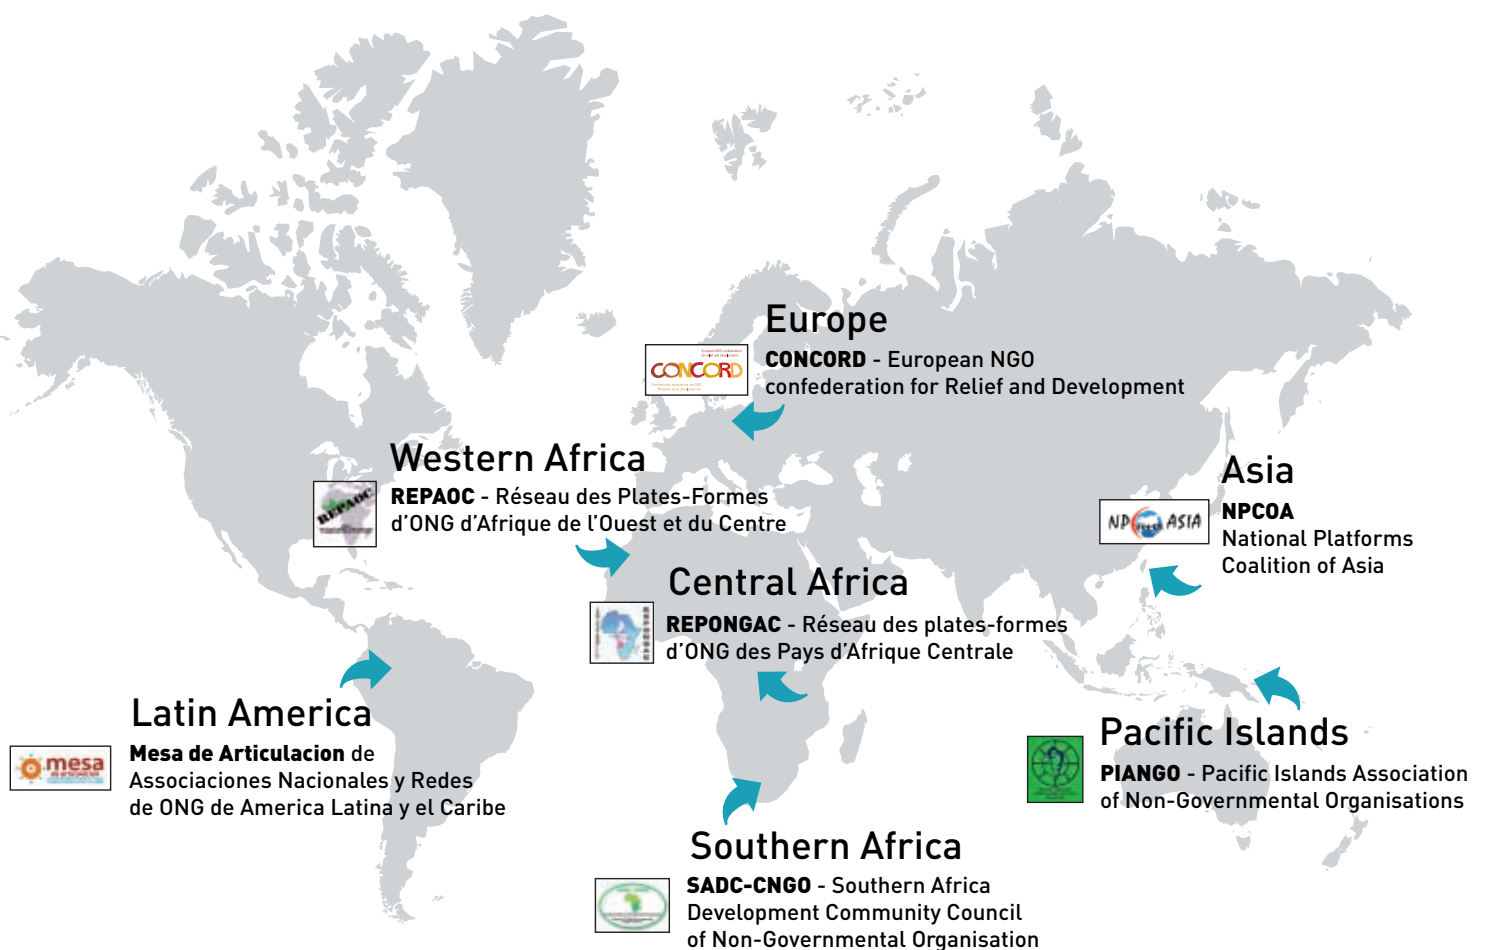 Europe
CONCORD
CONCORD - European NGO
confederation for Relief and Development
Western Africa
REPAOC
REPAOC - Réseau des Plates-Formes
d'ONG d'Afrique de l'Ouest et du Centre
Asia
NP ASIA
NPCOA
National Platforms
Coalition of Asia
Central Africa
REPONGAC - Réseau des plates-formes
d'ONG des Pays d'Afrique Centrale
Latin America
mesa
Mesa de Articulacion de
Associaciones Nacionales y Redes
de ONG de America Latina y el Caribe
Pacific Islands
PIANGO - Pacific Islands Association
of Non-Governmental Organisations
Southern Africa
SADC-CNGO - Southern Africa
Development Community Council
of Non-Governmental Organisation